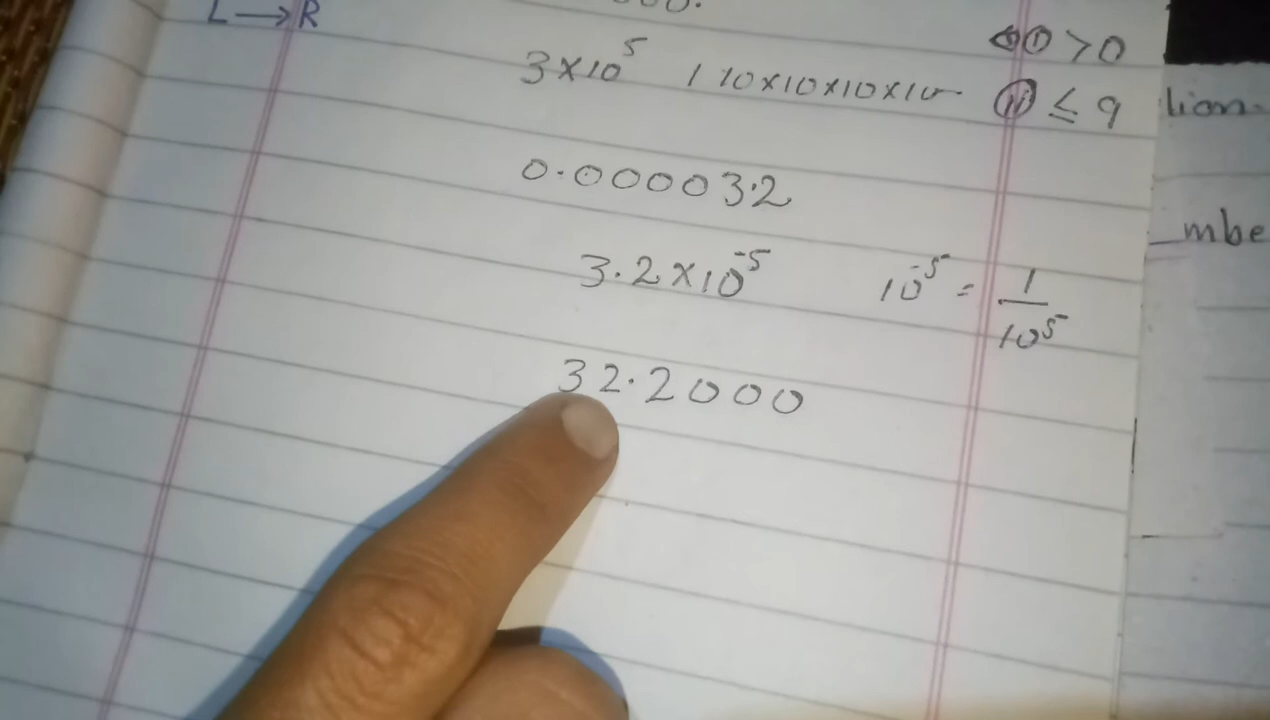 L → R
> 0
3×10⁵ 1 10×10×10×10
(ii) ≤ 9
lion
0.000032
mbe
3.2×10⁻⁵ 10⁻⁵ = 1/10⁵
32.2000